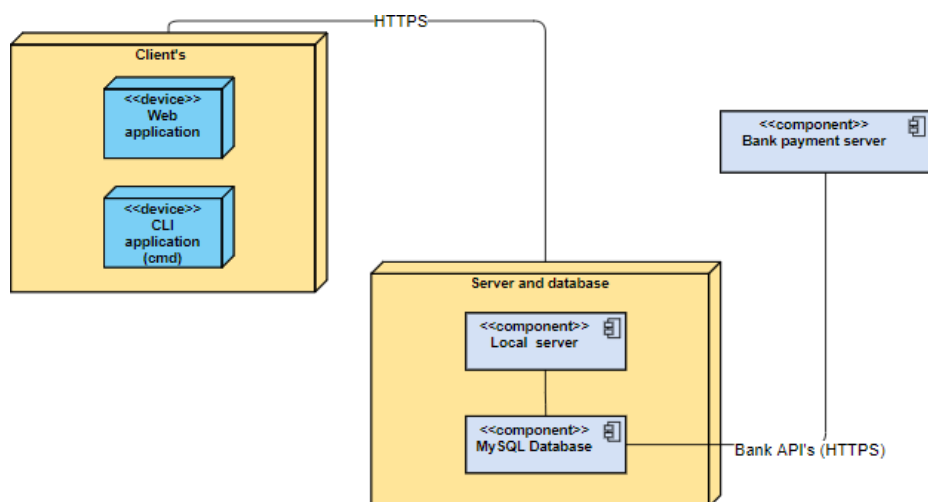 HTTPS
Client's
<<device>>
Web
application
<<device>>
CLI
application
(cmd)
<<component>>
Bank payment server
Server and database
<<component>>
Local server
<<component>>
MySQL Database
Bank API's (HTTPS)